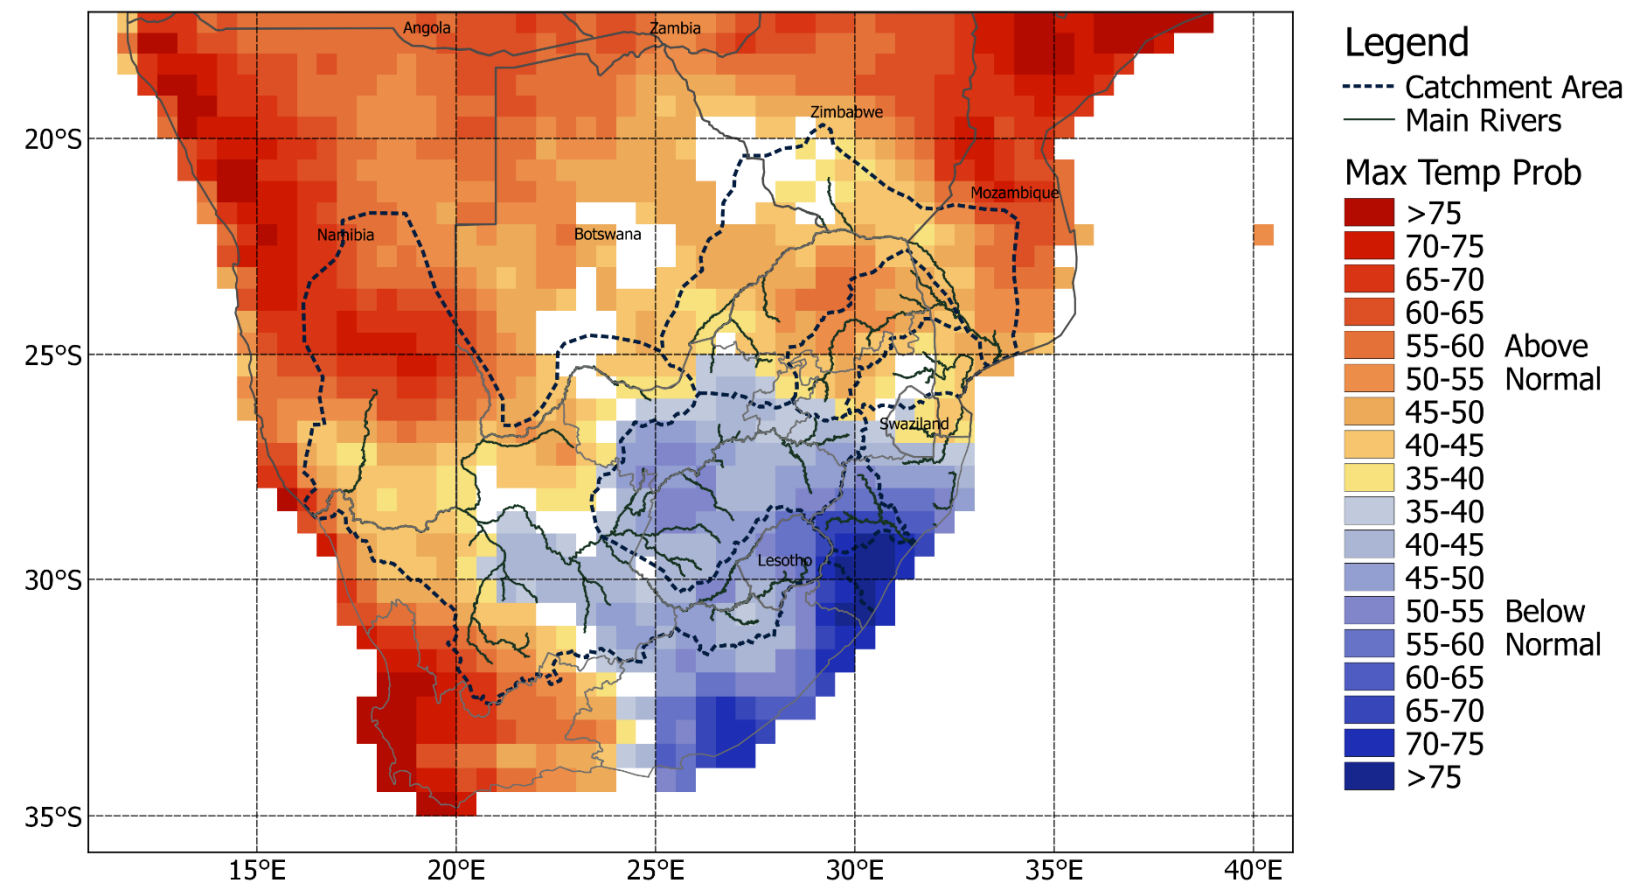 Angola
Zambia
Zimbabwe
Mozambique
Namibia
Botswana
Swaziland
Lesotho
20°S
25°S
30°S
35°S
15°E
20°E
25°E
30°E
35°E
40°E
Legend
Catchment Area
Main Rivers
Max Temp Prob
>75
70-75
65-70
60-65
55-60 Above
50-55 Normal
45-50
40-45
35-40
35-40
40-45
45-50
50-55 Below
55-60 Normal
60-65
65-70
70-75
>75